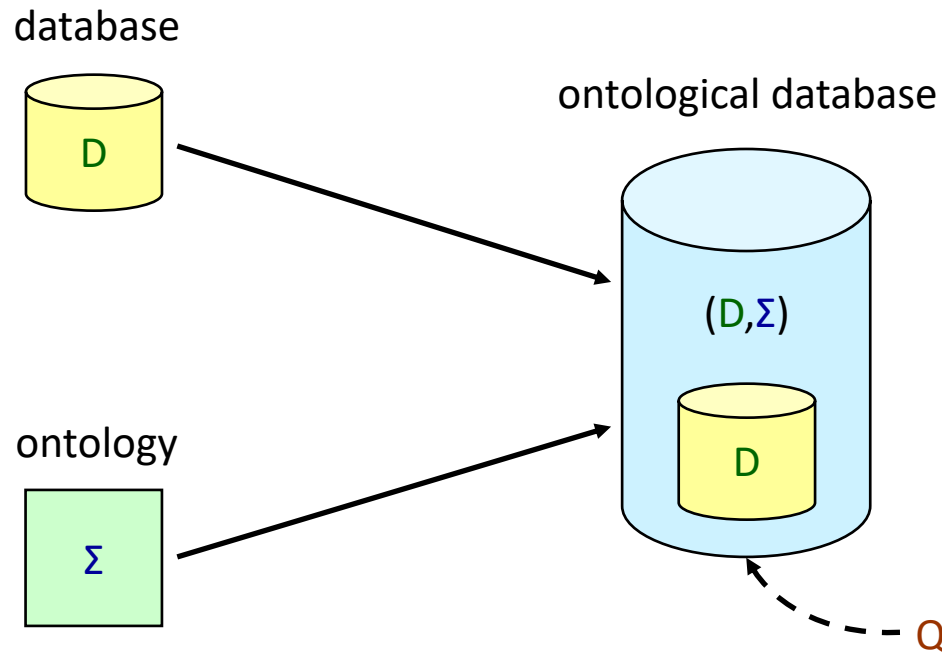 database
D
ontological database
(D,Σ)
D
ontology
Σ
Q